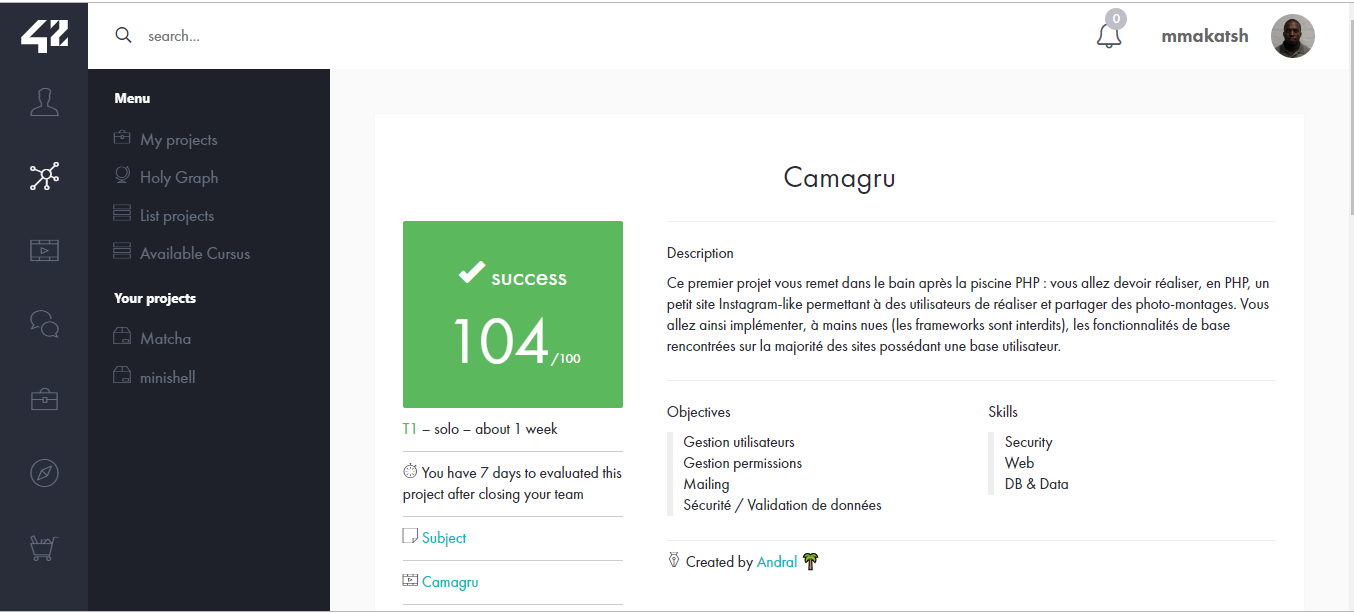 42
search...
0
mmakatsh
Menu
My projects
Holy Graph
List projects
Available Cursus
Your projects
Matcha
minishell
Camagru
success
104/100
T1 – solo – about 1 week
You have 7 days to evaluated this
project after closing your team
Subject
Camagru
Description
Ce premier projet vous remet dans le bain après la piscine PHP : vous allez devoir réaliser, en PHP, un
petit site Instagram-like permettant à des utilisateurs de réaliser et partager des photo-montages. Vous
allez ainsi implémenter, à mains nues (les frameworks sont interdits), les fonctionnalités de base
rencontrées sur la majorité des sites possédant une base utilisateur.
Objectives
Gestion utilisateurs
Gestion permissions
Mailing
Sécurité / Validation de données
Skills
Security
Web
DB & Data
Created by Andral 🌴